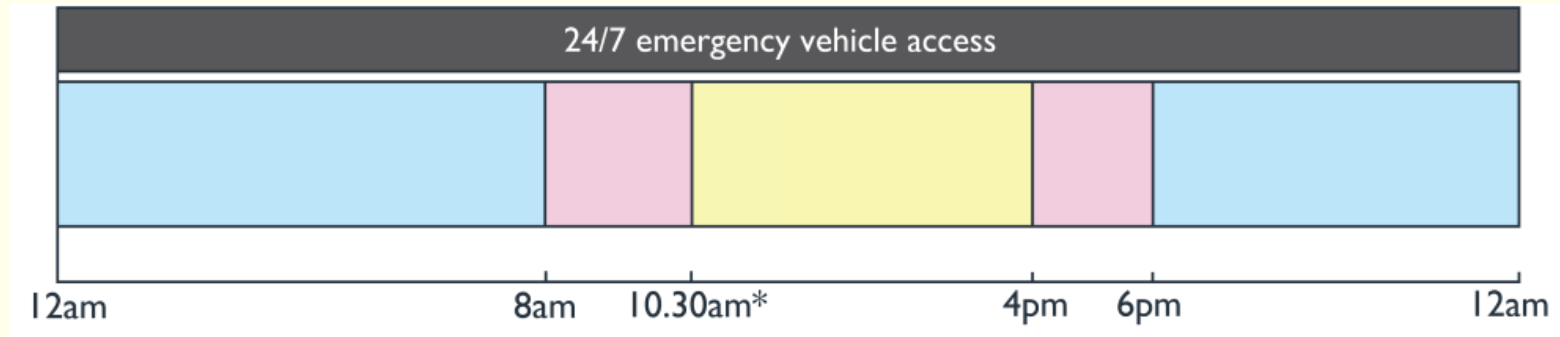 24/7 emergency vehicle access
12am 8am 10.30am* 4pm 6pm 12am